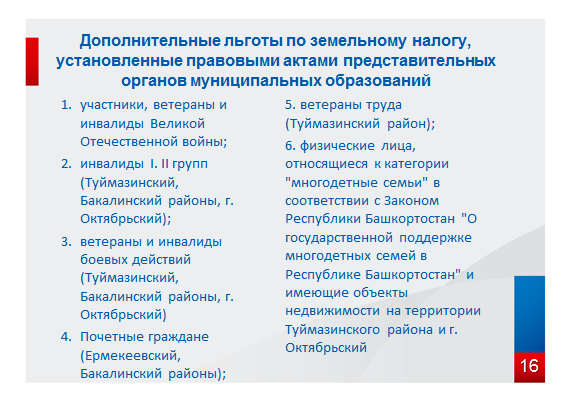 Дополнительные льготы по земельному налогу,
установленные правовыми актами представительных
органов муниципальных образований
1. участники, ветераны и
инвалиды Великой
Отечественной войны;
2. инвалиды I. II групп
(Туймазинский,
Бакалинский районы, г.
Октябрьский);
3. ветераны и инвалиды
боевых действий
(Туймазинский,
Бакалинский районы, г.
Октябрьский)
4. Почетные граждане
(Ермекеевский,
Бакалинский районы);
5. ветераны труда
(Туймазинский район);
6. физические лица,
относящиеся к категории
"многодетные семьи" в
соответствии с Законом
Республики Башкортостан "О
государственной поддержке
многодетных семей в
Республике Башкортостан" и
имеющие объекты
недвижимости на территории
Туймазинского района и г.
Октябрьский
16